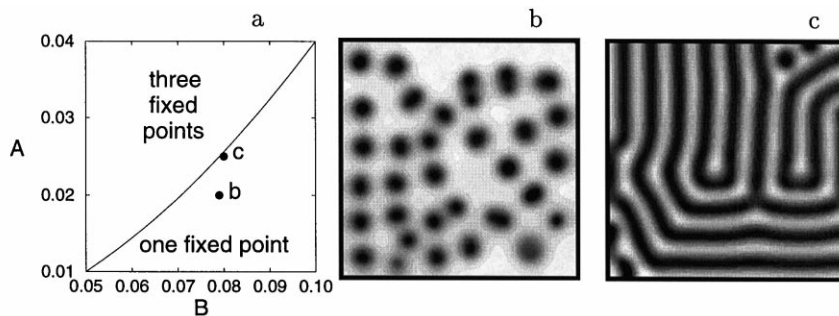 a
b
c
0.04
0.03
0.02
0.01
A
three
fixed
points
c
b
one fixed point
0.05 0.06 0.07 0.08 0.09 0.10
B